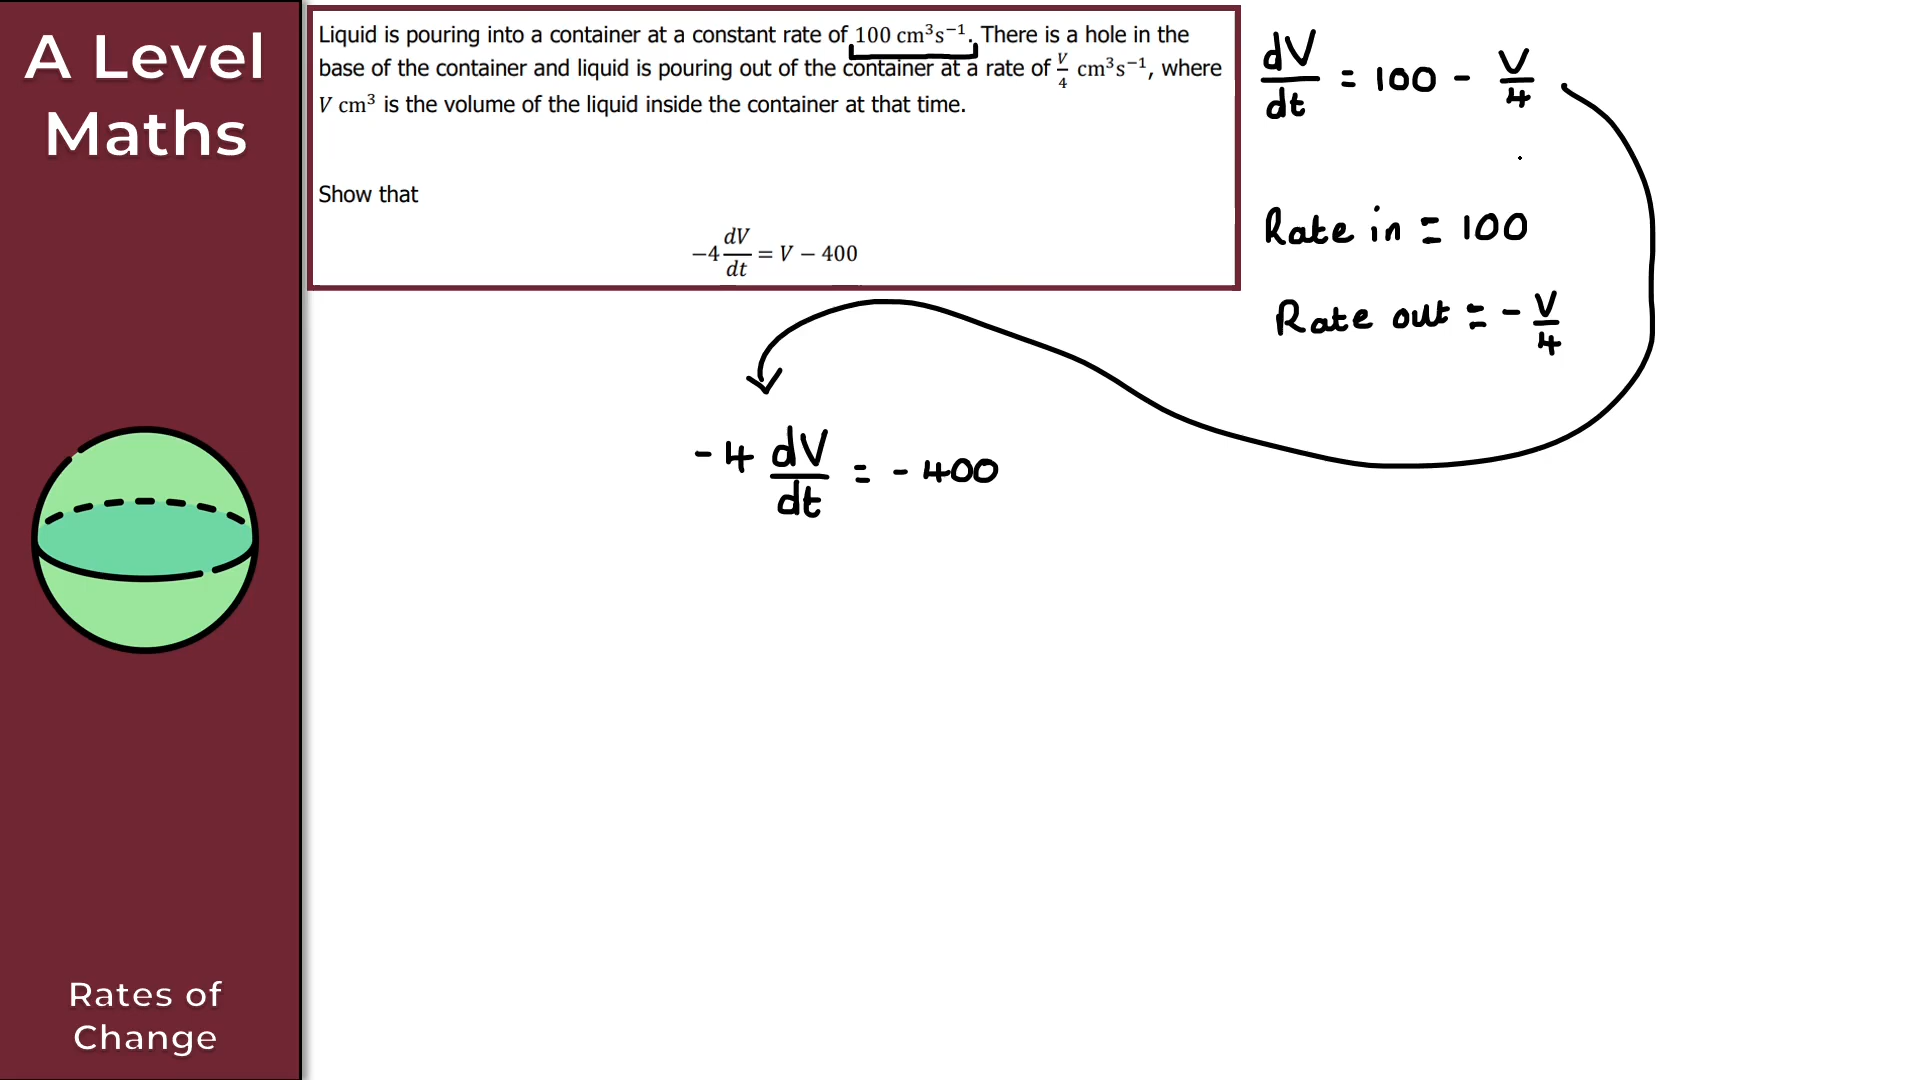 A Level
Maths
Liquid is pouring into a container at a constant rate of 100 cm³s⁻¹. There is a hole in the
base of the container and liquid is pouring out of the container at a rate of V/4 cm³s⁻¹, where
V cm³ is the volume of the liquid inside the container at that time.
Show that
−4 dV/dt = V − 400
dV/dt = 100 - V/4
Rate in = 100
Rate out = - V/4
-4 dV/dt = - 400
Rates of
Change